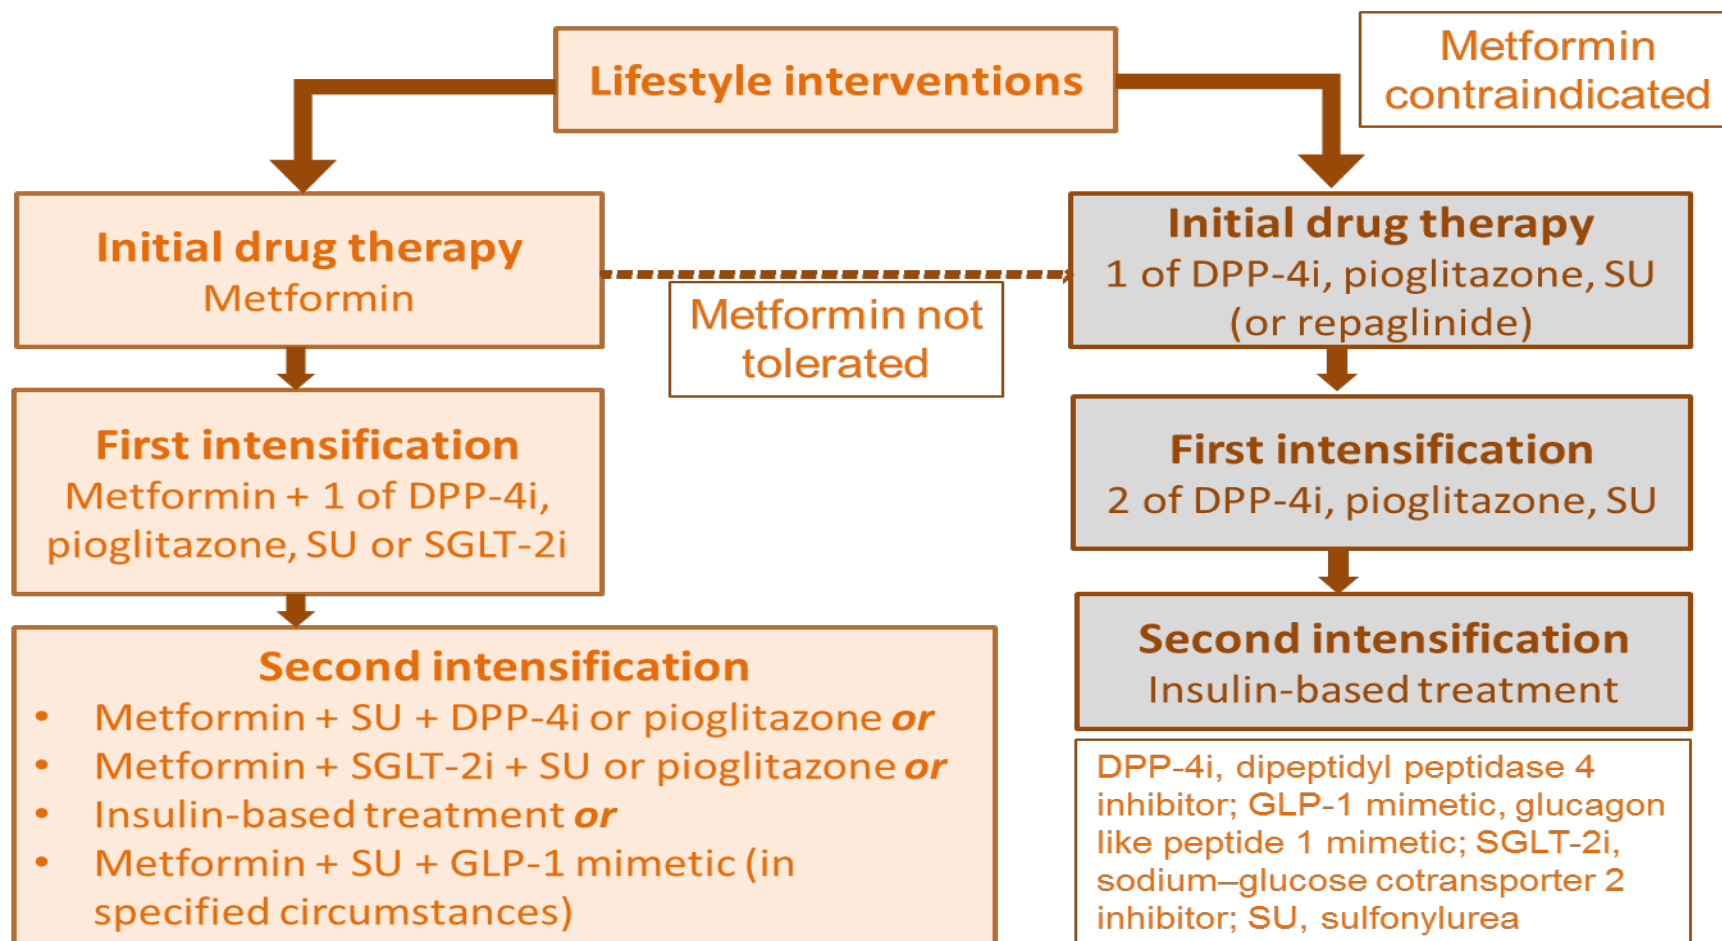 Lifestyle interventions
Metformin
contraindicated
Initial drug therapy
Metformin
Metformin not
tolerated
Initial drug therapy
1 of DPP-4i, pioglitazone, SU
(or repaglinide)
First intensification
Metformin + 1 of DPP-4i,
pioglitazone, SU or SGLT-2i
First intensification
2 of DPP-4i, pioglitazone, SU
Second intensification
• Metformin + SU + DPP-4i or pioglitazone or
• Metformin + SGLT-2i + SU or pioglitazone or
• Insulin-based treatment or
• Metformin + SU + GLP-1 mimetic (in
specified circumstances)
Second intensification
Insulin-based treatment
DPP-4i, dipeptidyl peptidase 4
inhibitor; GLP-1 mimetic, glucagon
like peptide 1 mimetic; SGLT-2i,
sodium–glucose cotransporter 2
inhibitor; SU, sulfonylurea